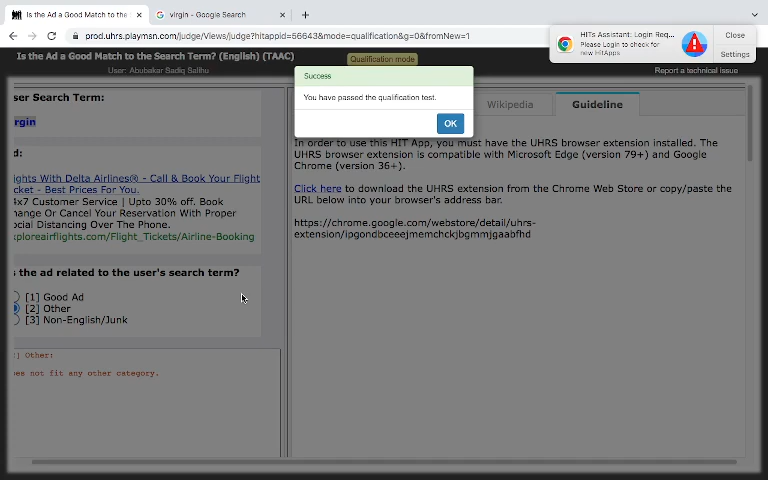 Is the Ad a Good Match to the
virgin - Google Search
prod.uhrs.playmsn.com/judge/Views/judge?hitappid=56643&mode=qualification&g=0&fromNew=1
HITs Assistant: Login Req...
Please Login to check for
new HitApps
Close
Settings
Is the Ad a Good Match to the Search Term? (English) (TAAC)
User: Abubakar Sadiq Salihu
Qualification mode
Report a technical issue
Success
You have passed the qualification test.
OK
ser Search Term:
rgin
d:
ights With Delta Airlines® - Call & Book Your Flight
cket - Best Prices For You.
4x7 Customer Service | Upto 30% off. Book
hange Or Cancel Your Reservation With Proper
ocial Distancing Over The Phone.
xploreairflights.com/Flight_Tickets/Airline-Booking
s the ad related to the user's search term?
[1] Good Ad
[2] Other
[3] Non-English/Junk
] Other:
oes not fit any other category.
Wikipedia
Guideline
In order to use this HIT App, you must have the UHRS browser extension installed. The
UHRS browser extension is compatible with Microsoft Edge (version 79+) and Google
Chrome (version 36+).
Click here to download the UHRS extension from the Chrome Web Store or copy/paste the
URL below into your browser's address bar.
https://chrome.google.com/webstore/detail/uhrs-
extension/ipgondbceeejmemchckjbgmmjgaabfhd